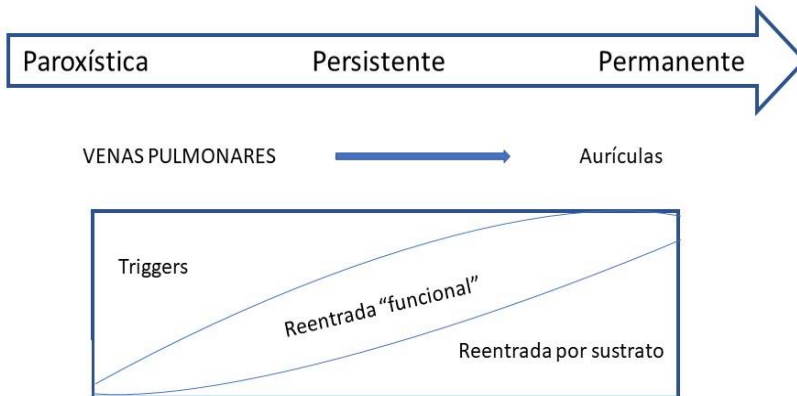 Paroxística Persistente Permanente
VENAS PULMONARES Aurículas
Triggers
Reentrada “funcional”
Reentrada por sustrato